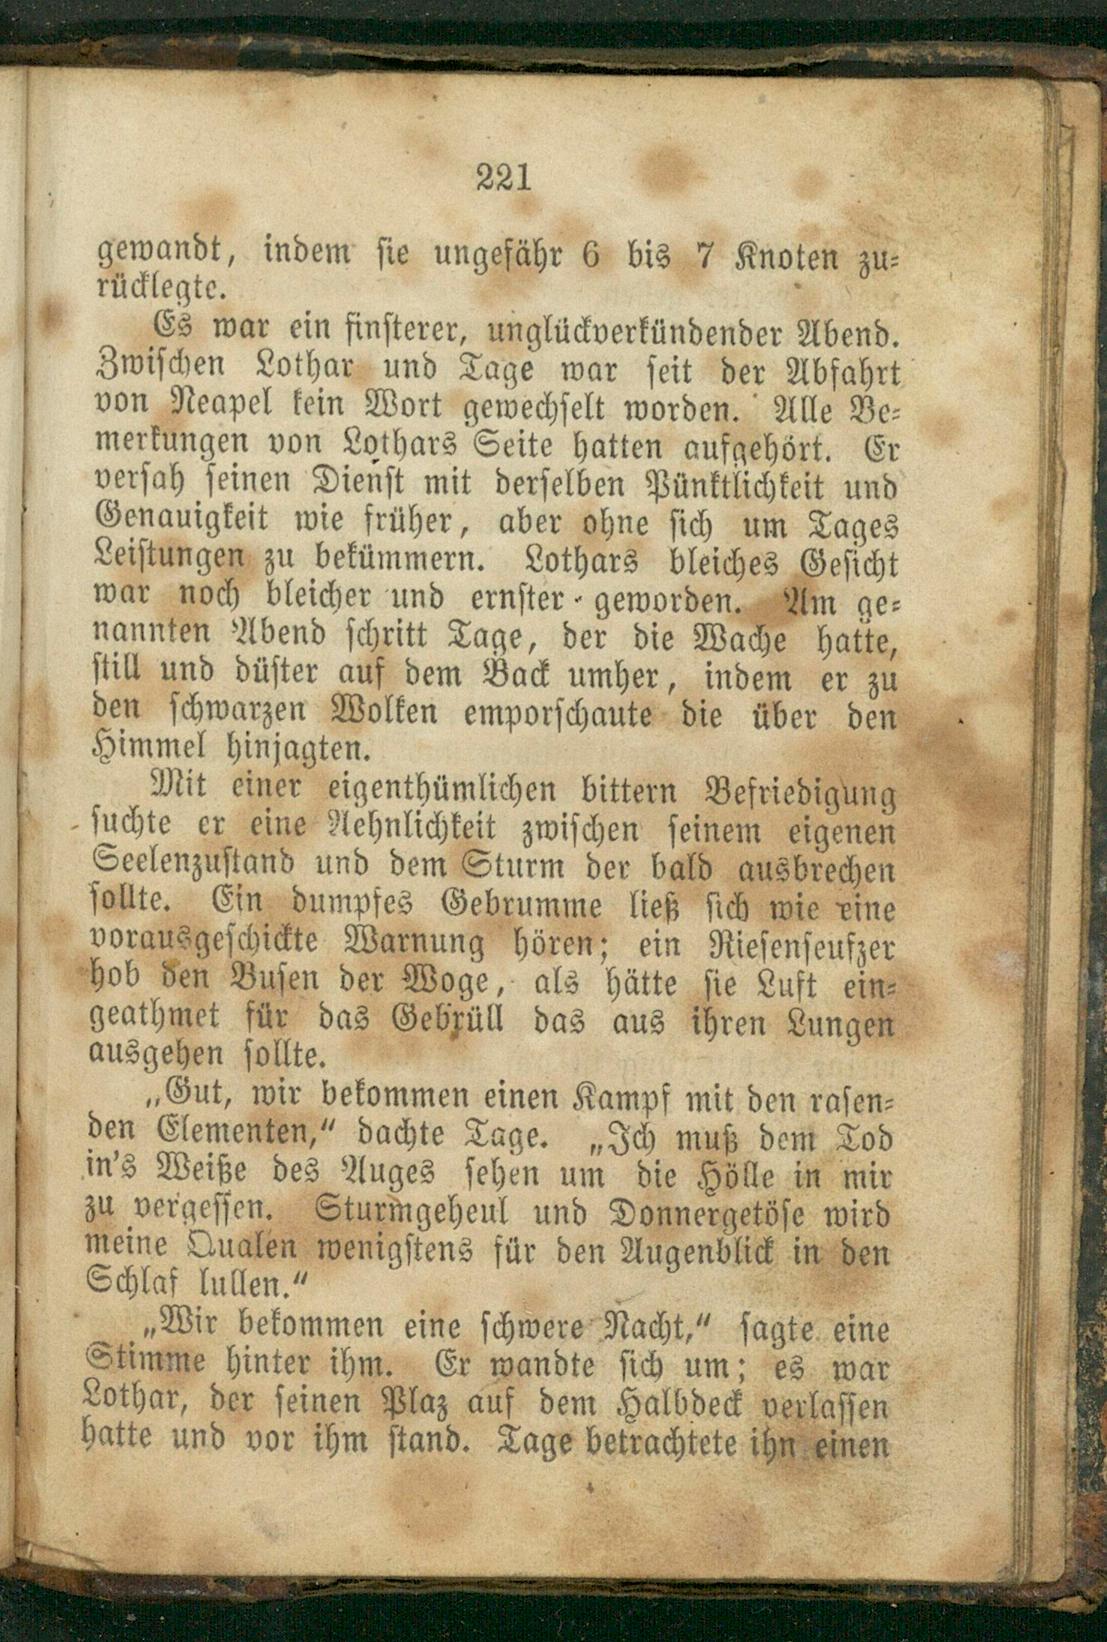 221
gewandt, indem sie ungefähr 6 bis 7 Knoten zu-
rücklegte.
Es war ein finsterer, unglückverkündender Abend.
Zwischen Lothar und Tage war seit der Abfahrt
von Neapel kein Wort gewechselt worden. Alle Be-
merkungen von Lothars Seite hatten aufgehört. Er
versah seinen Dienst mit derselben Pünktlichkeit und
Genauigkeit wie früher, aber ohne sich um Tages
Leistungen zu bekümmern. Lothars bleiches Gesicht
war noch bleicher und ernster geworden. Am ge-
nannten Abend schritt Tage, der die Wache hatte,
still und düster auf dem Back umher, indem er zu
den schwarzen Wolken emporschaute die über den
Himmel hinjagten.
Mit einer eigenthümlichen bittern Befriedigung
suchte er eine Aehnlichkeit zwischen seinem eigenen
Seelenzustand und dem Sturm der bald ausbrechen
sollte. Ein dumpfes Gebrumme ließ sich wie eine
vorausgeschickte Warnung hören; ein Riesenseufzer
hob den Busen der Woge, als hätte sie Luft ein-
geathmet für das Gebrüll das aus ihren Lungen
ausgehen sollte.
„Gut, wir bekommen einen Kampf mit den rasen-
den Elementen,“ dachte Tage. „Ich muß dem Tod
in's Weiße des Auges sehen um die Hölle in mir
zu vergessen. Sturmgeheul und Donnergetöse wird
meine Qualen wenigstens für den Augenblick in den
Schlaf lullen.“
„Wir bekommen eine schwere Nacht,“ sagte eine
Stimme hinter ihm. Er wandte sich um; es war
Lothar, der seinen Plaz auf dem Halbdeck verlassen
hatte und vor ihm stand. Tage betrachtete ihn einen